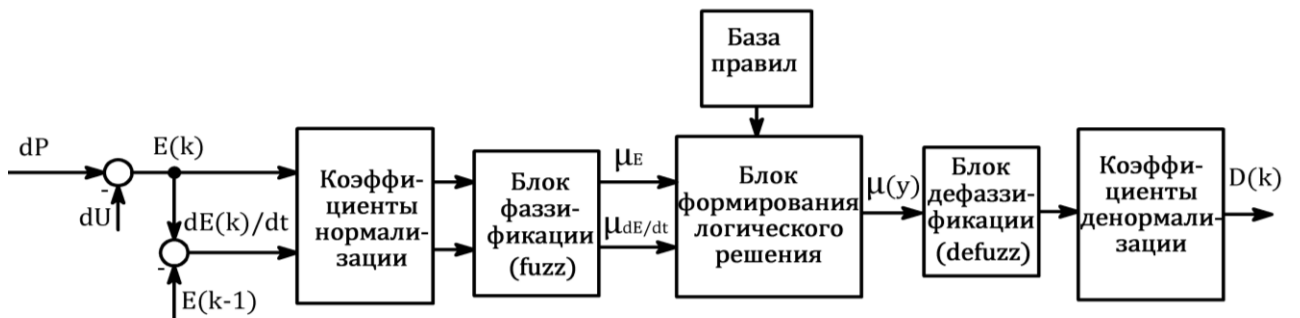 База
правил
dP
E(k)
-
dU
dE(k)/dt
-
E(k-1)
Коэффи-
циенты
нормали-
зации
Блок
фаззи-
фикации
(fuzz)
μE
μdE/dt
Блок
формирования
логического
решения
μ(y)
Блок
дефаззи-
фикации
(defuzz)
Коэффи-
циенты
денормали-
зации
D(k)